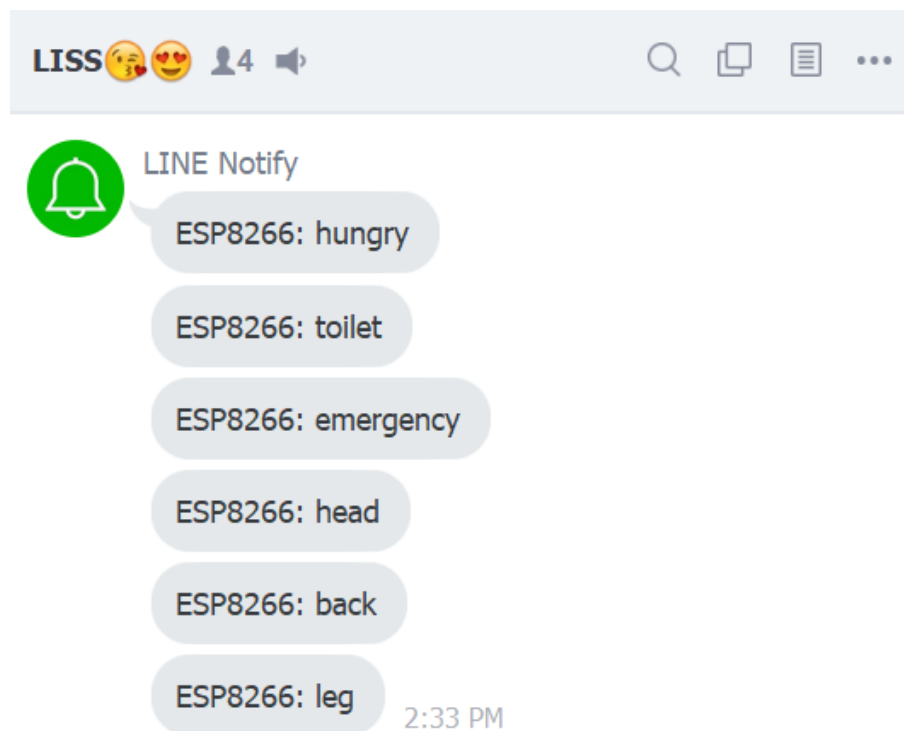 LISS😘😍 4
LINE Notify
ESP8266: hungry
ESP8266: toilet
ESP8266: emergency
ESP8266: head
ESP8266: back
ESP8266: leg
2:33 PM